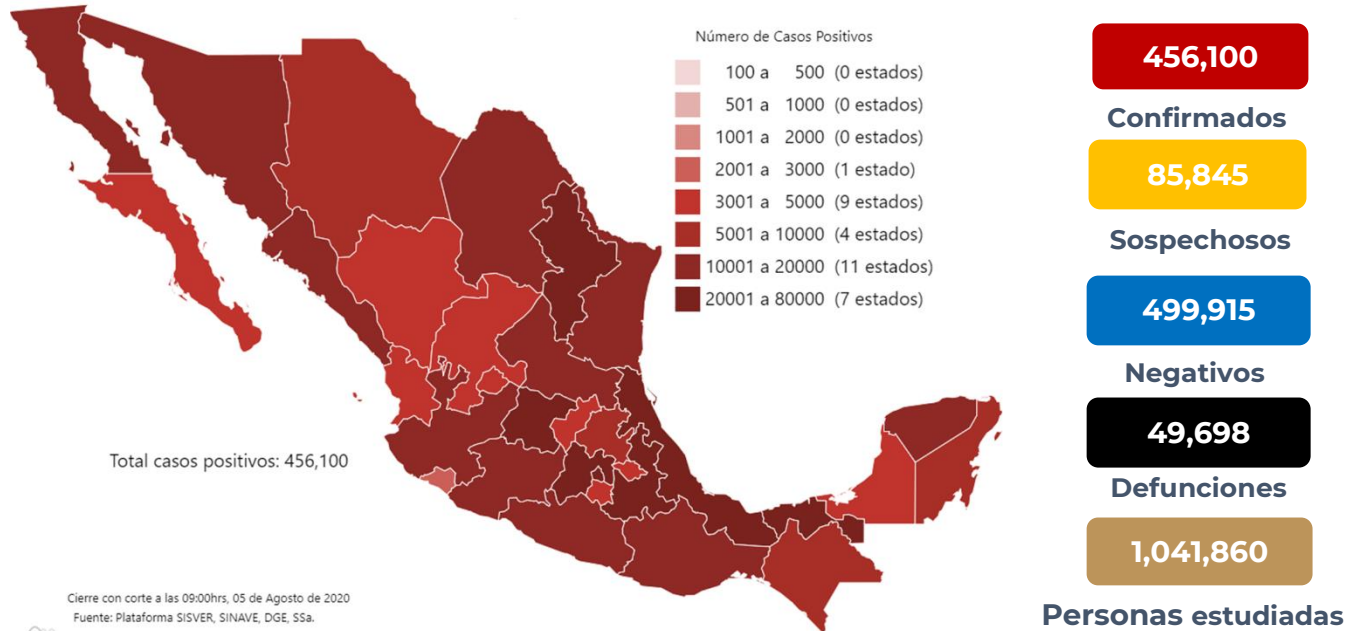 Número de Casos Positivos
100 a 500 (0 estados)
501 a 1000 (0 estados)
1001 a 2000 (0 estados)
2001 a 3000 (1 estado)
3001 a 5000 (9 estados)
5001 a 10000 (4 estados)
10001 a 20000 (11 estados)
20001 a 80000 (7 estados)
Total casos positivos: 456,100
Cierre con corte a las 09:00hrs, 05 de Agosto de 2020
Fuente: Plataforma SISVER, SINAVE, DGE, SSa.
456,100
Confirmados
85,845
Sospechosos
499,915
Negativos
49,698
Defunciones
1,041,860
Personas estudiadas